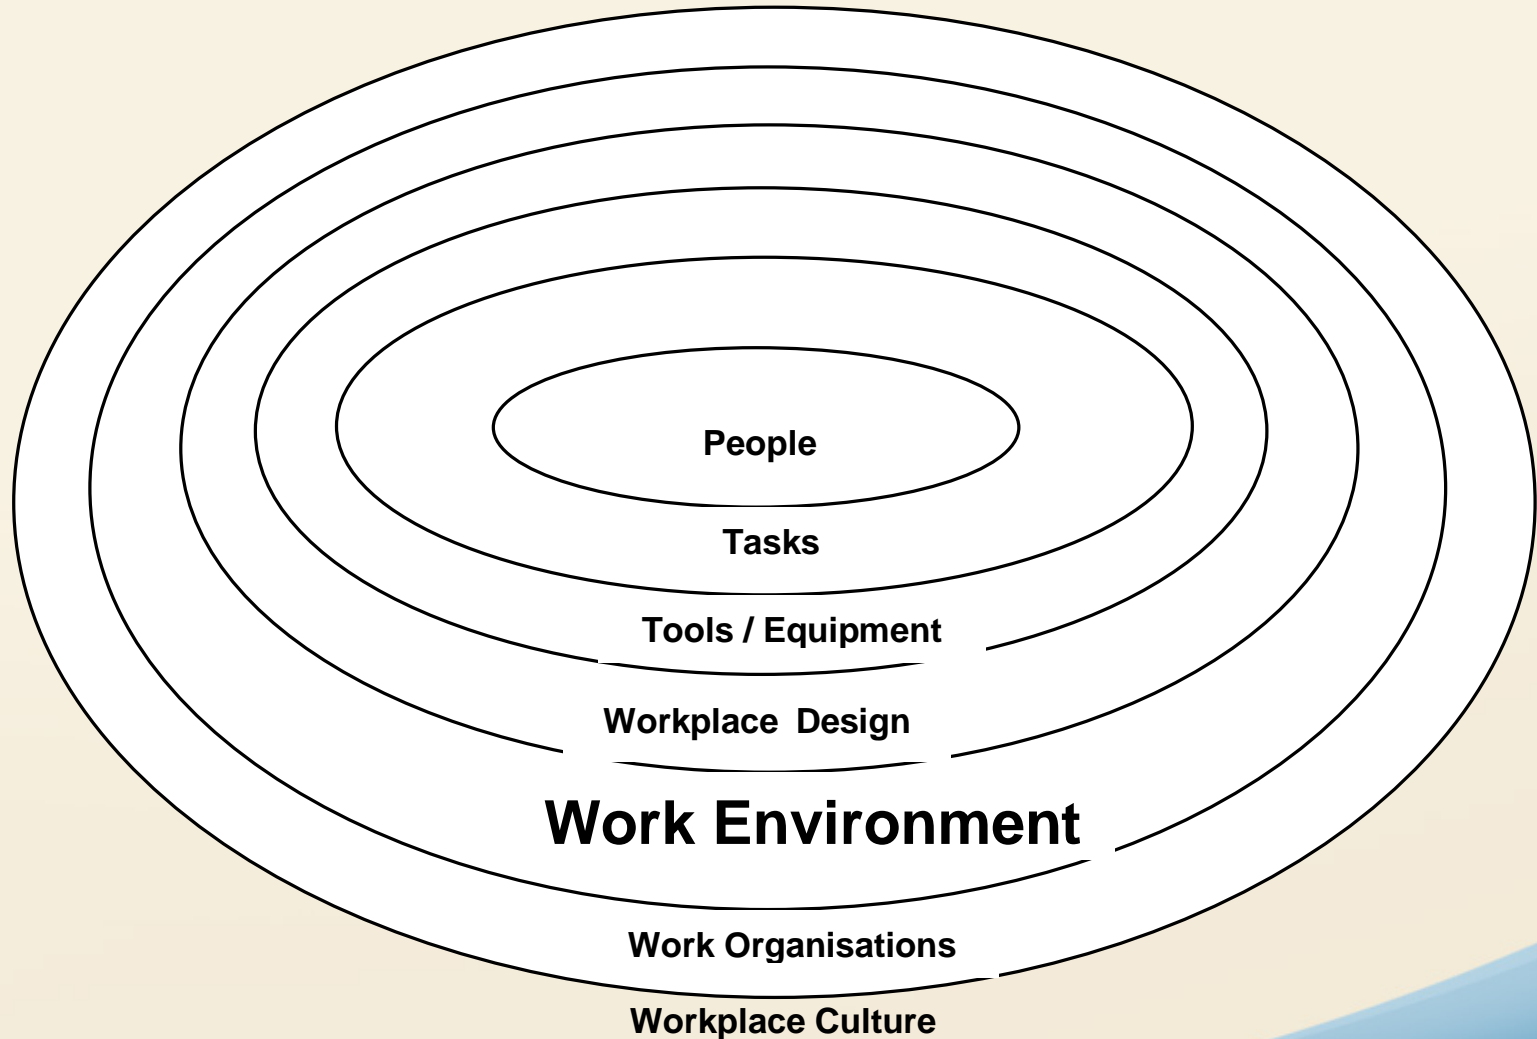 People
Tasks
Tools / Equipment
Workplace  Design
Work Environment
Work Organisations
Workplace Culture